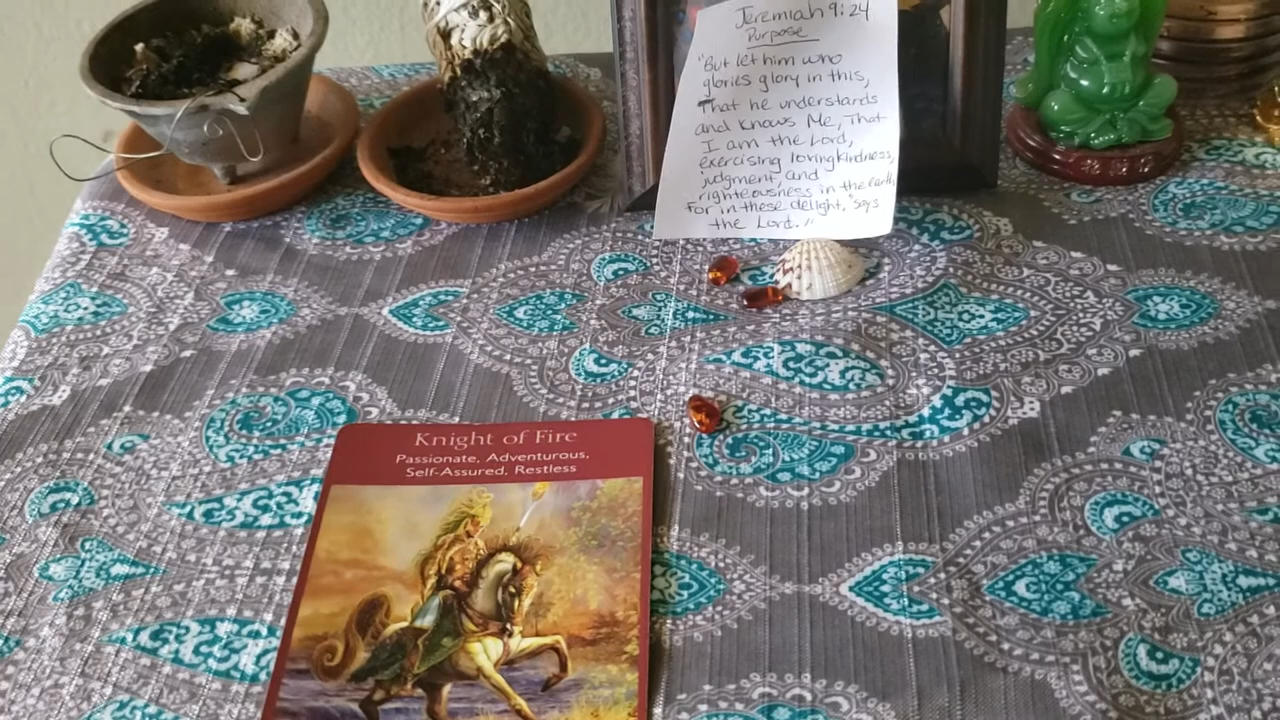 Jeremiah 9:24
Purpose
"But let him who
glories glory in this,
That he understands
and knows Me, That
I am the Lord,
exercising lovingkindness,
judgment, and
righteousness in the earth
For in these delight," says
the Lord."
Knight of Fire
Passionate, Adventurous,
Self-Assured, Restless